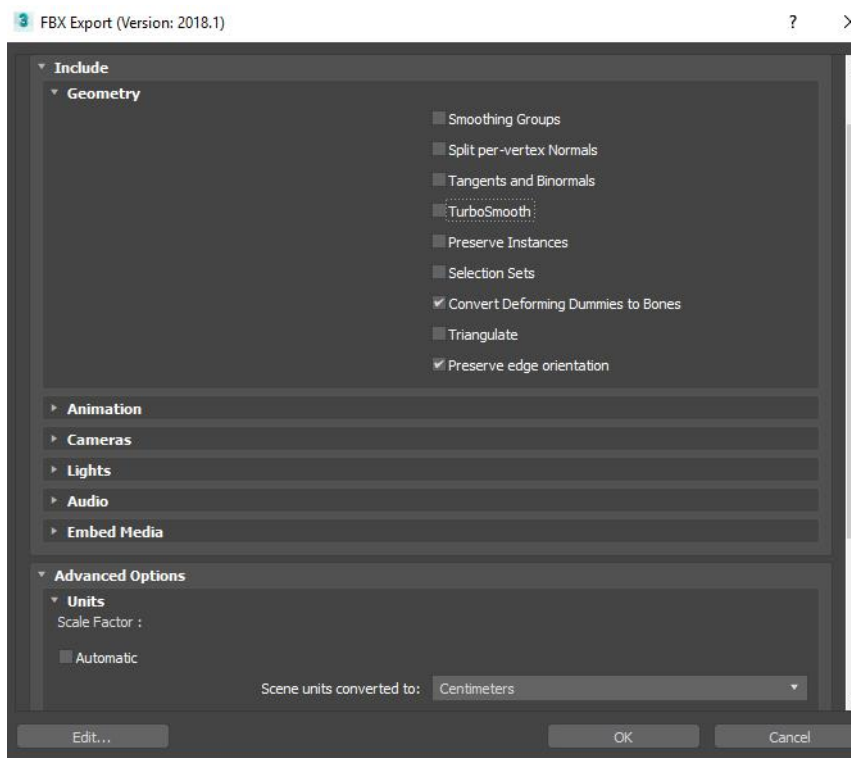 FBX Export (Version: 2018.1)
?
Include
Geometry
Smoothing Groups
Split per-vertex Normals
Tangents and Binormals
TurboSmooth
Preserve Instances
Selection Sets
Convert Deforming Dummies to Bones
Triangulate
Preserve edge orientation
Animation
Cameras
Lights
Audio
Embed Media
Advanced Options
Units
Scale Factor :
Automatic
Scene units converted to: Centimeters
Edit... OK Cancel